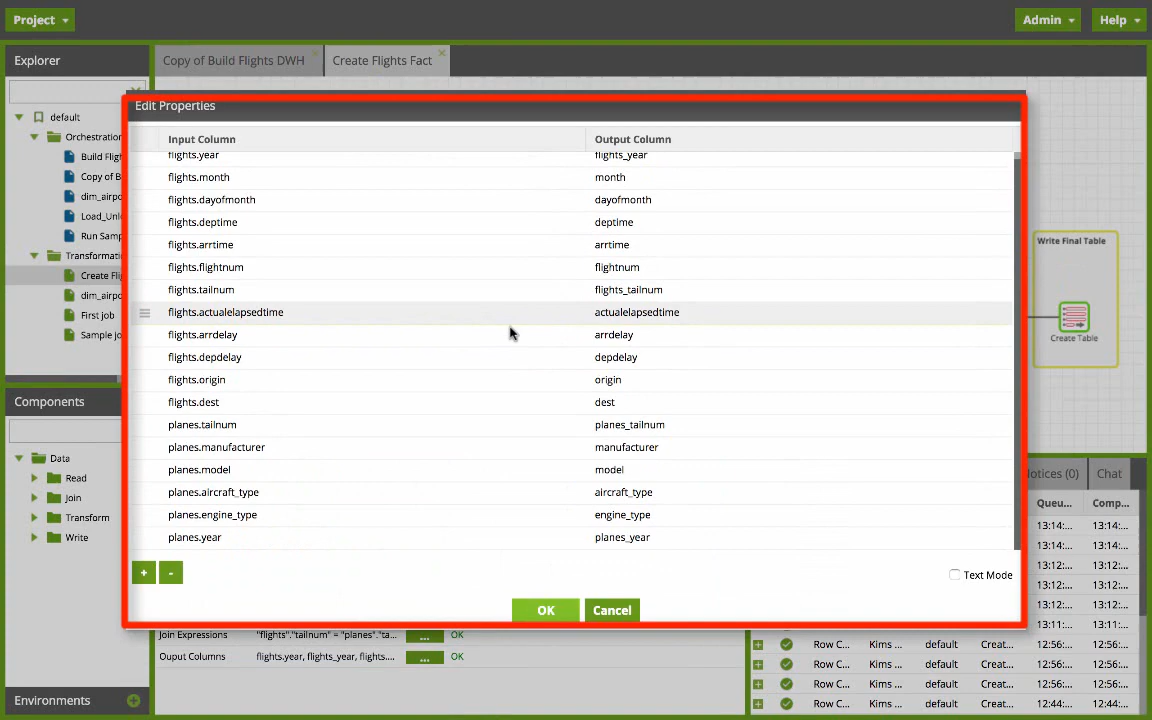 Project
Admin
Help
Explorer
Copy of Build Flights DWH
Create Flights Fact
default
Orchestration
Build Fligh
Copy of B
dim_airpo
Load_Unl
Run Samp
Transformati
Create Fli
dim_airpo
First job
Sample jo
Edit Properties
Input Column
Output Column
flights.year
flights_year
flights.month
month
flights.dayofmonth
dayofmonth
flights.deptime
deptime
flights.arrtime
arrtime
flights.flightnum
flightnum
flights.tailnum
flights_tailnum
flights.actualelapsedtime
actualelapsedtime
flights.arrdelay
arrdelay
flights.depdelay
depdelay
flights.origin
origin
flights.dest
dest
planes.tailnum
planes_tailnum
planes.manufacturer
manufacturer
planes.model
model
planes.aircraft_type
aircraft_type
planes.engine_type
engine_type
planes.year
planes_year
+
-
Text Mode
OK
Cancel
Write Final Table
Create Table
Components
Data
Read
Join
Transform
Write
Environments
Join Expressions
"flights"."tailnum" = "planes"."ta...
...
OK
Ouput Columns
flights.year, flights_year, flights....
...
OK
otices (0)
Chat
Queu...
Comp...
13:14:...
13:14:...
13:14:...
13:14:...
13:12:...
13:12:...
13:12:...
13:12:...
13:12:...
13:12:...
13:11:...
13:11:...
Row C...
Kims ...
default
Creat...
12:56:...
12:56:...
Row C...
Kims ...
default
Creat...
12:56:...
12:56:...
Row C...
Kims ...
default
Creat...
12:56:...
12:56:...
Row C...
Kims ...
default
Creat...
12:44:...
12:44:...